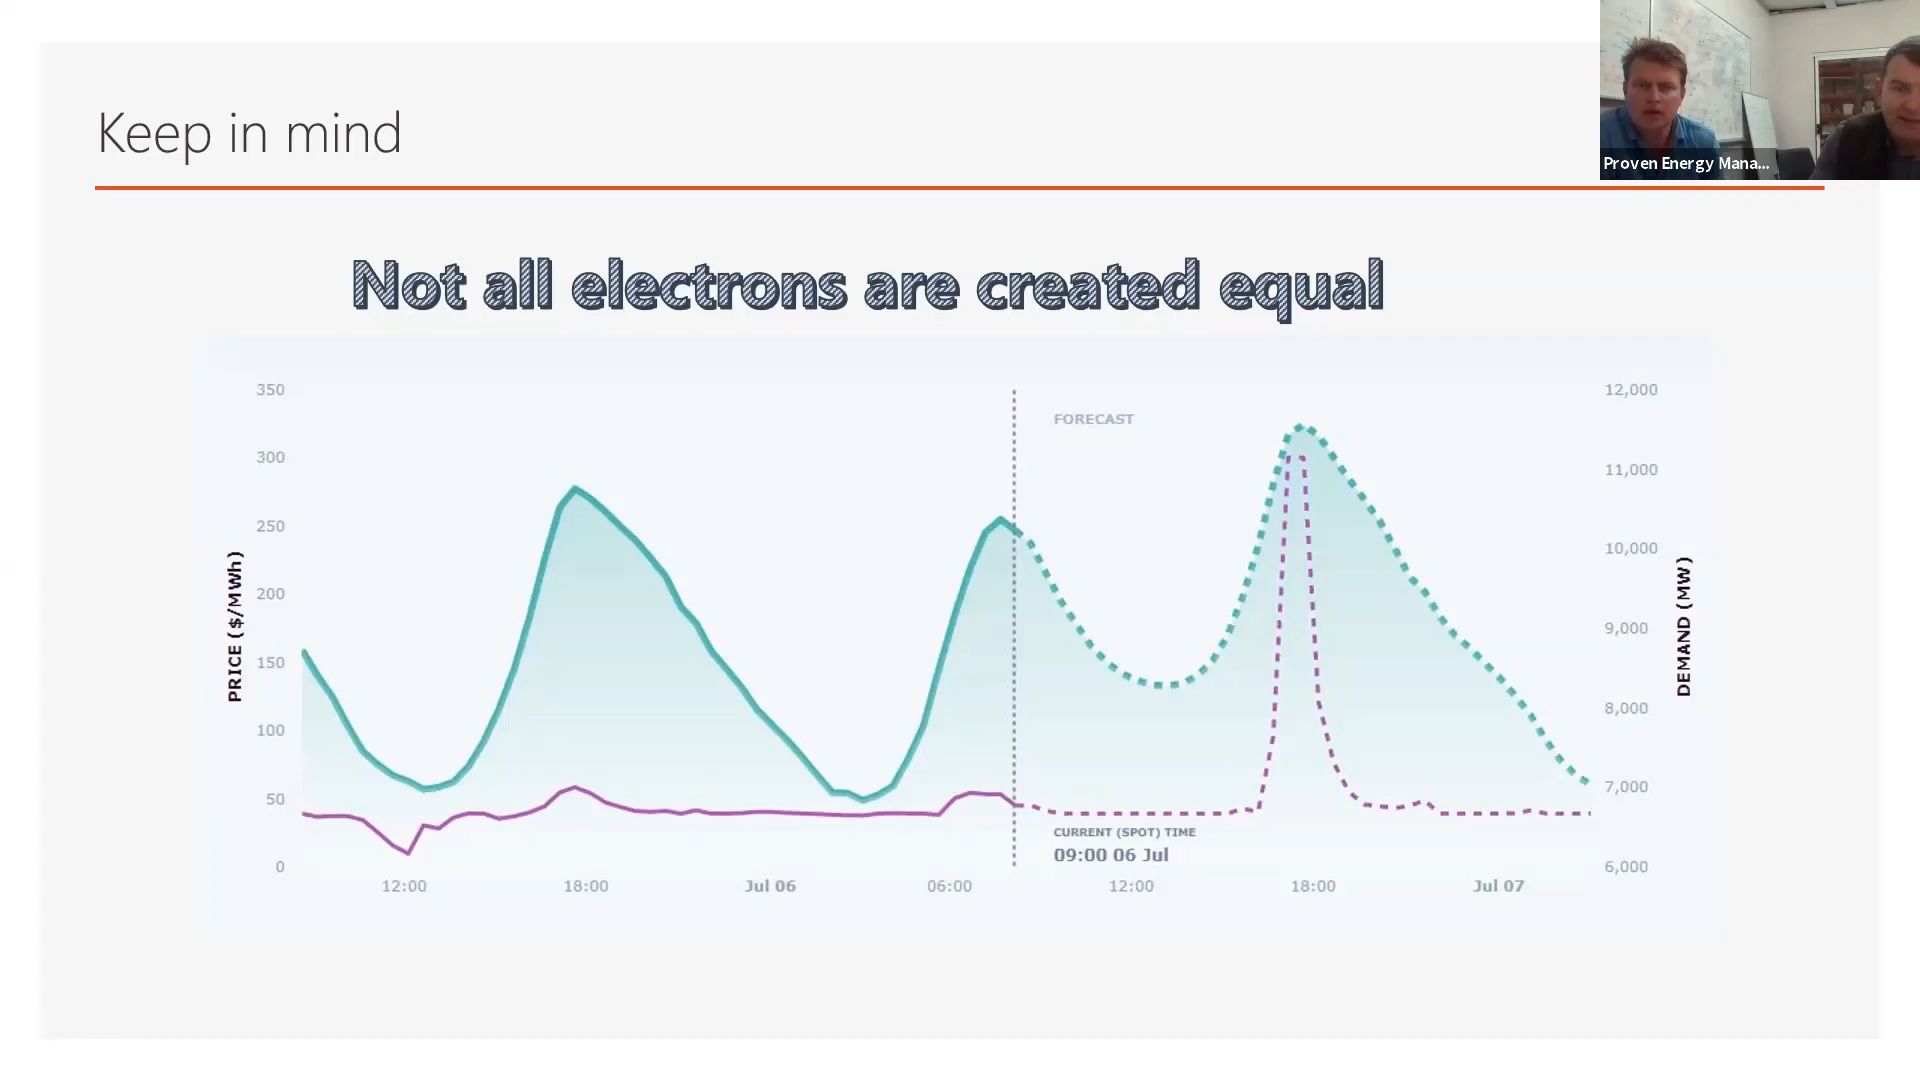 Keep in mind
Proven Energy Mana...
Not all electrons are created equal
350
300
250
200
150
100
50
0
PRICE ($/MWh)
FORECAST
CURRENT (SPOT) TIME
09:00 06 Jul
12,000
11,000
10,000
9,000
8,000
7,000
6,000
DEMAND (MW)
12:00 18:00 Jul 06 06:00 12:00 18:00 Jul 07